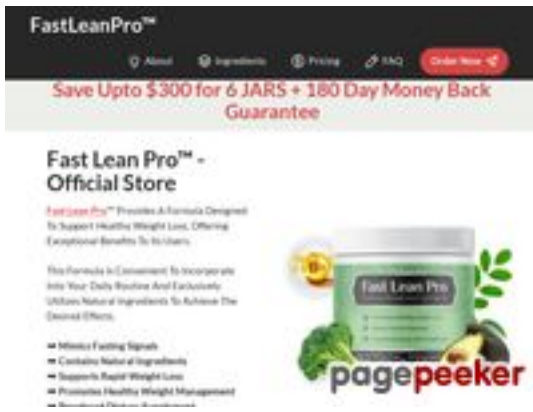 FastLeanPro™
About Ingredients Pricing FAQ Order Now
Save Upto $300 for 6 JARS + 180 Day Money Back
Guarantee
Fast Lean Pro™ -
Official Store
Fast Lean Pro™ Provides A Formula Designed
To Support Healthy Weight Loss, Offering
Exceptional Benefits To Its Users.
This Formula Is Convenient To Incorporate
Into Your Daily Routine And Exclusively
Utilizes Natural Ingredients To Achieve The
Desired Effects.
Mimics Fasting Signals
Contains Natural Ingredients
Supports Rapid Weight Loss
Promotes Healthy Weight Management
Fast Lean Pro
pagepeeker